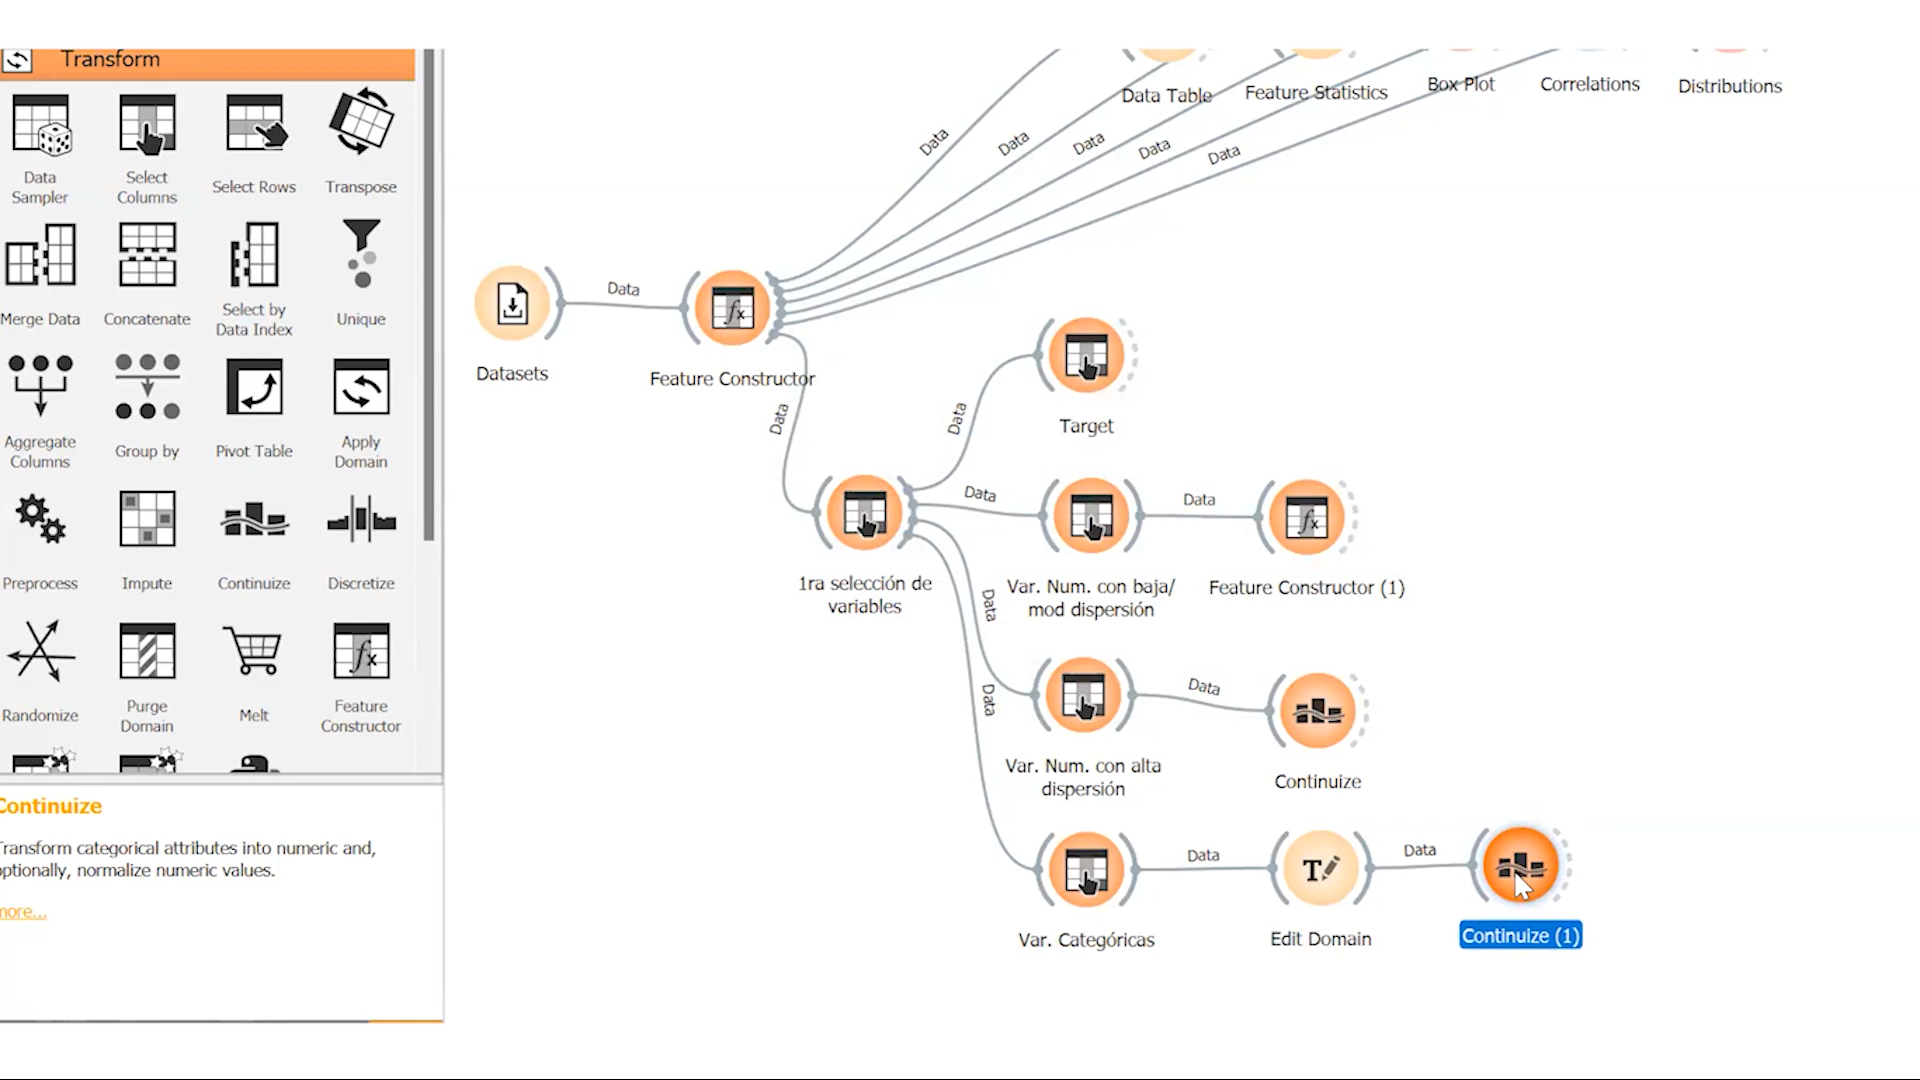 Transform
Data
Sampler
Select
Columns
Select Rows
Transpose
Merge Data
Concatenate
Select by
Data Index
Unique
Aggregate
Columns
Group by
Pivot Table
Apply
Domain
Preprocess
Impute
Continuize
Discretize
Randomize
Purge
Domain
Melt
Feature
Constructor
Continuize
Transform categorical attributes into numeric and,
optionally, normalize numeric values.
more...
Data Table
Feature Statistics
Box Plot
Correlations
Distributions
Data
Data
Data
Data
Data
Data
Datasets
Feature Constructor
Data
Data
Target
Data
Data
1ra selección de
variables
Var. Num. con baja/
mod dispersión
Feature Constructor (1)
Data
Data
Data
Var. Num. con alta
dispersión
Continuize
Data
Data
Var. Categóricas
Edit Domain
Continuize (1)
T